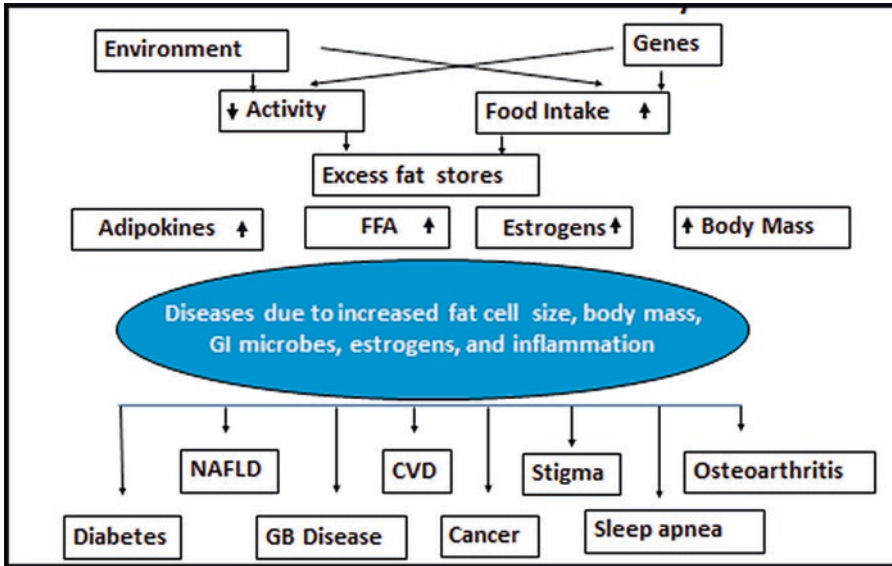 Environment
Genes
Activity
Food Intake
Excess fat stores
Adipokines
FFA
Estrogens
Body Mass
Diseases due to increased fat cell size, body mass,
GI microbes, estrogens, and inflammation
NAFLD
CVD
Stigma
Osteoarthritis
Diabetes
GB Disease
Cancer
Sleep apnea